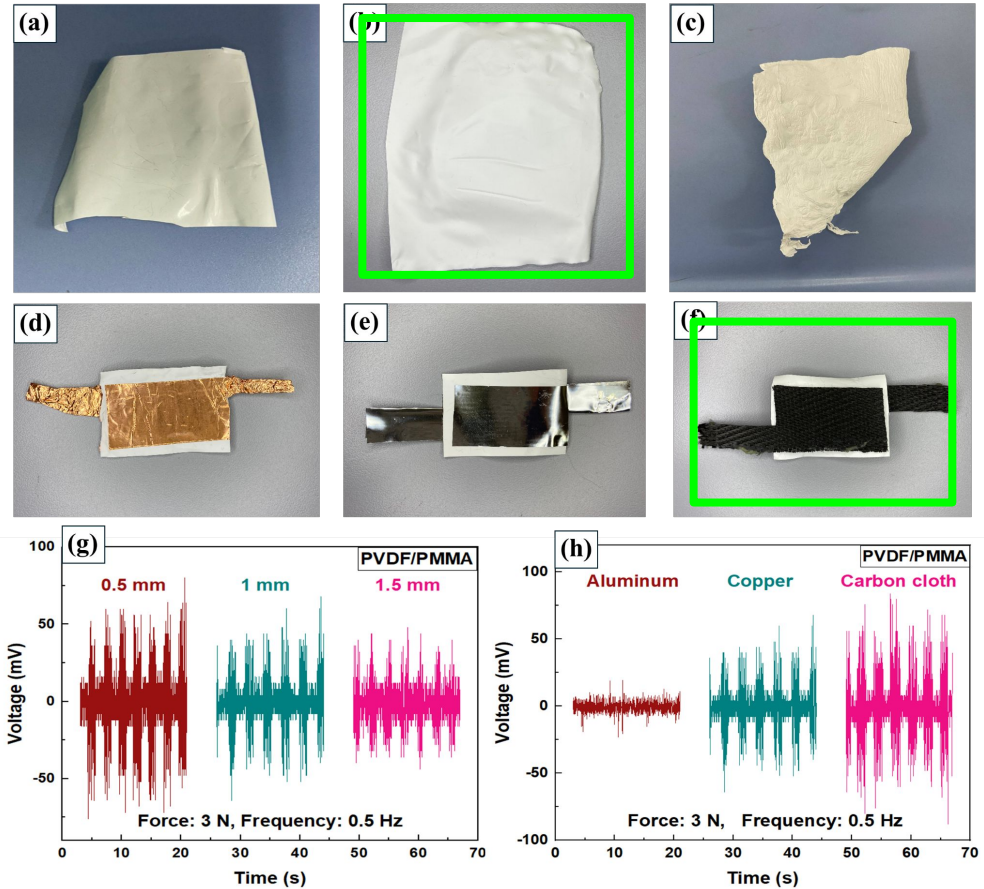 (a)
(b)
(c)
(d)
(e)
(f)
(g)
PVDF/PMMA
0.5 mm
1 mm
1.5 mm
100
50
0
-50
Voltage (mV)
Force: 3 N, Frequency: 0.5 Hz
0 10 20 30 40 50 60 70 80
Time (s)
(h)
PVDF/PMMA
Aluminum
Copper
Carbon cloth
100
50
0
-50
-100
Voltage (mV)
Force: 3 N, Frequency: 0.5 Hz
0 10 20 30 40 50 60 70
Time (s)